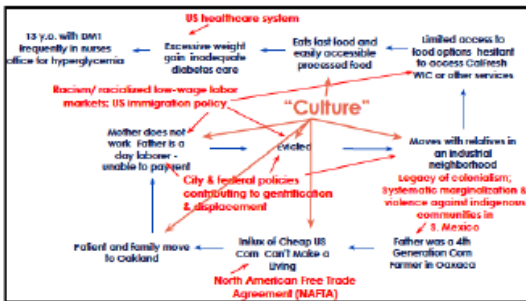 US healthcare system
13 y.o. with DM1
frequently in nurses
office for hyperglycemia
Excessive weight
gain inadequate
diabetes care
Eats fast food and
easily accessible
processed food
Limited access to
food options hesitant
to access CalFresh
WIC or other services
Racism/ racialized low-wage labor
markets; US immigration policy
"Culture"
Mother does not
work Father is a
day laborer -
unable to pay rent
Evicted
Moves with relatives in
an industrial
neighborhood
City & federal policies
contributing to gentrification
& displacement
Legacy of colonialism;
Systematic marginalization &
violence against indigenous
communities in
S. Mexico
Patient and family move
to Oakland
Influx of Cheap US
Corn Can't Make a
Living
Father was a 4th
Generation Corn
Farmer in Oaxaca
North American Free Trade
Agreement (NAFTA)